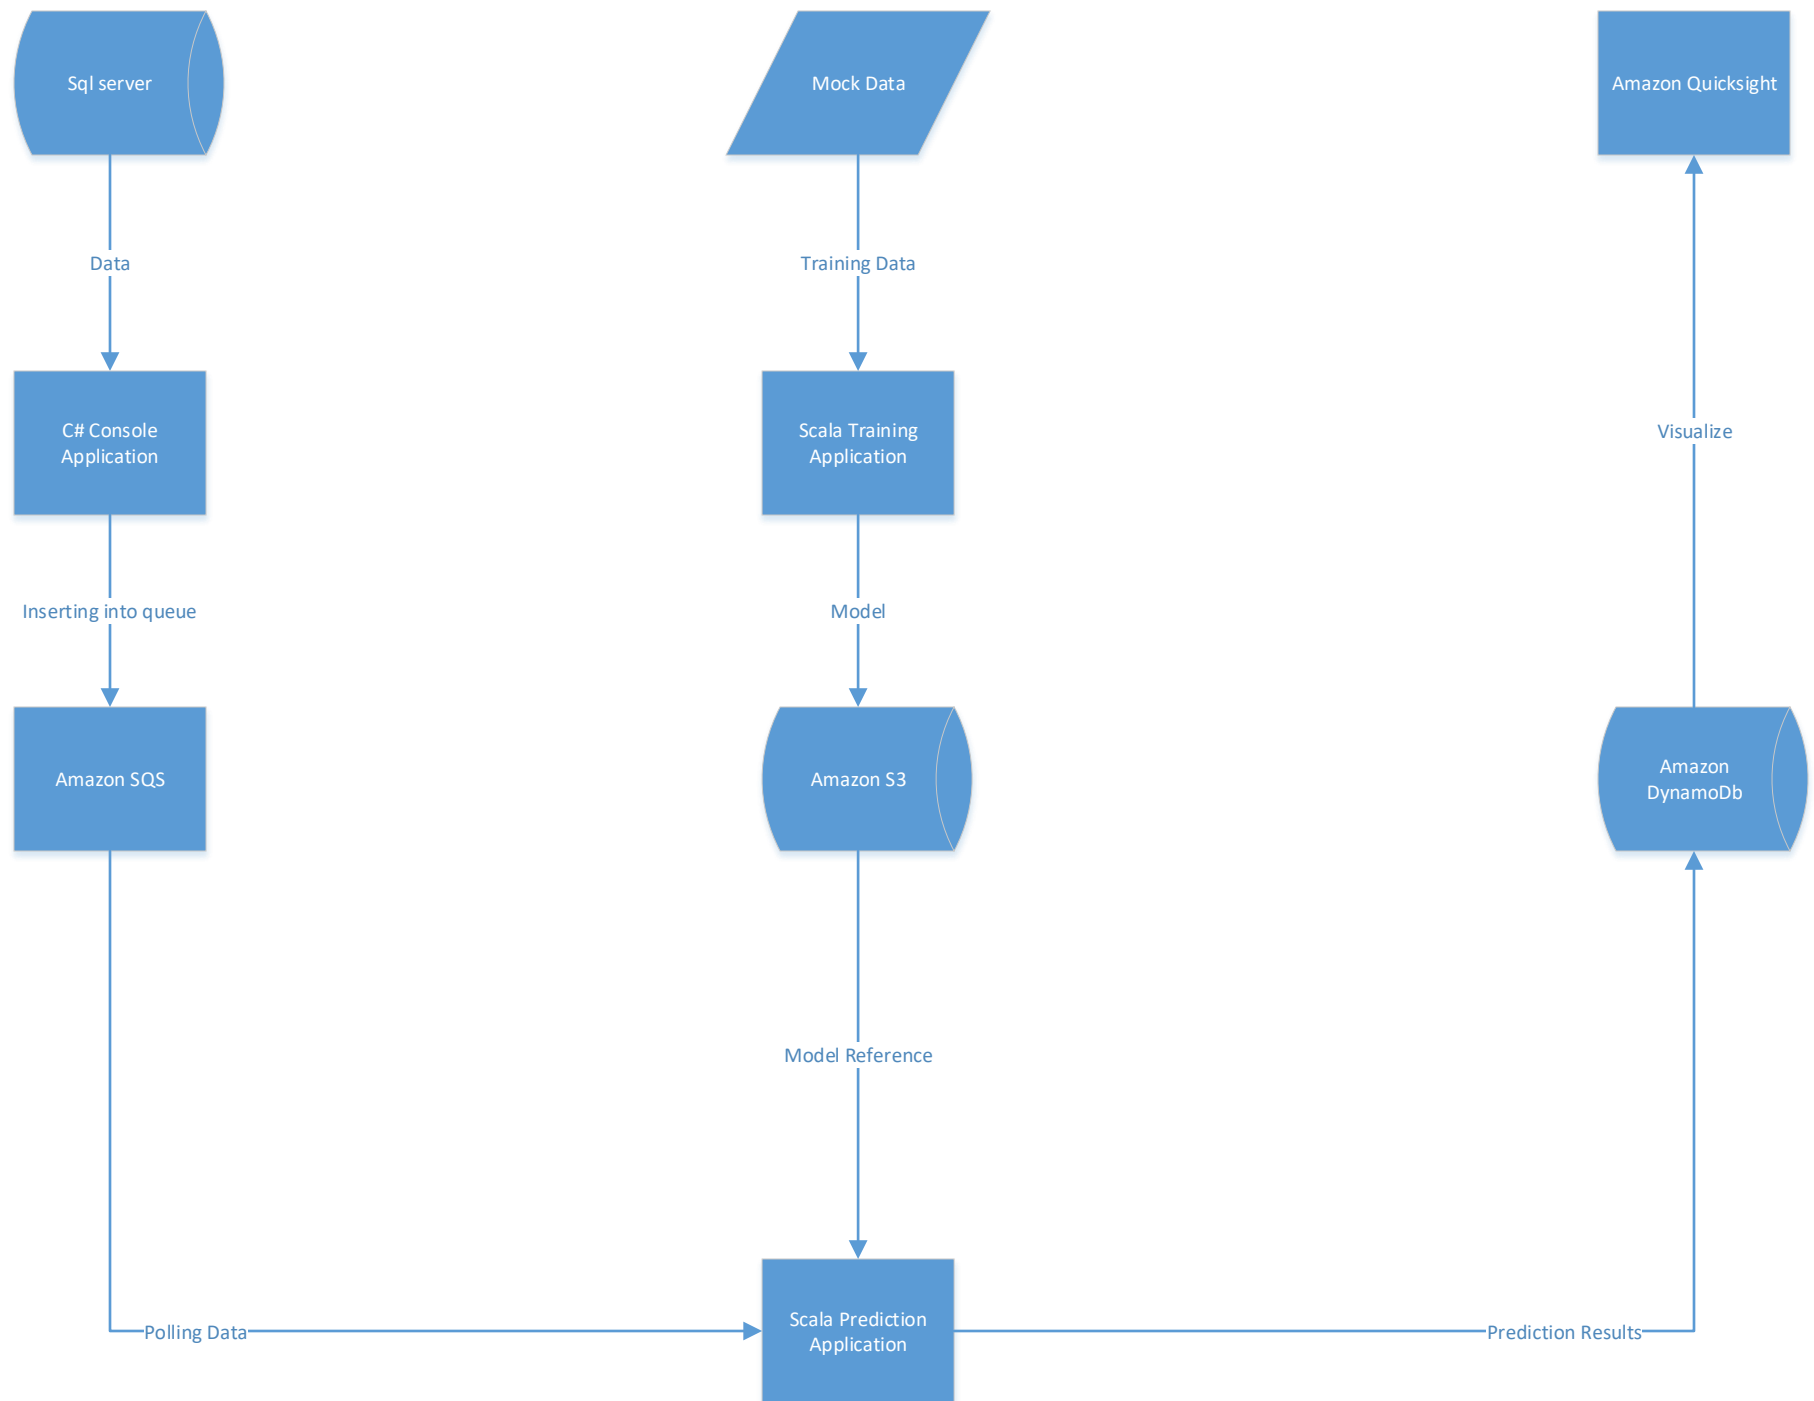 Sql server
Mock Data
Amazon Quicksight
Data
Training Data
C# Console
Application
Scala Training
Application
Visualize
Inserting into queue
Model
Amazon SQS
Amazon S3
Amazon
DynamoDb
Model Reference
Polling Data
Scala Prediction
Application
Prediction Results